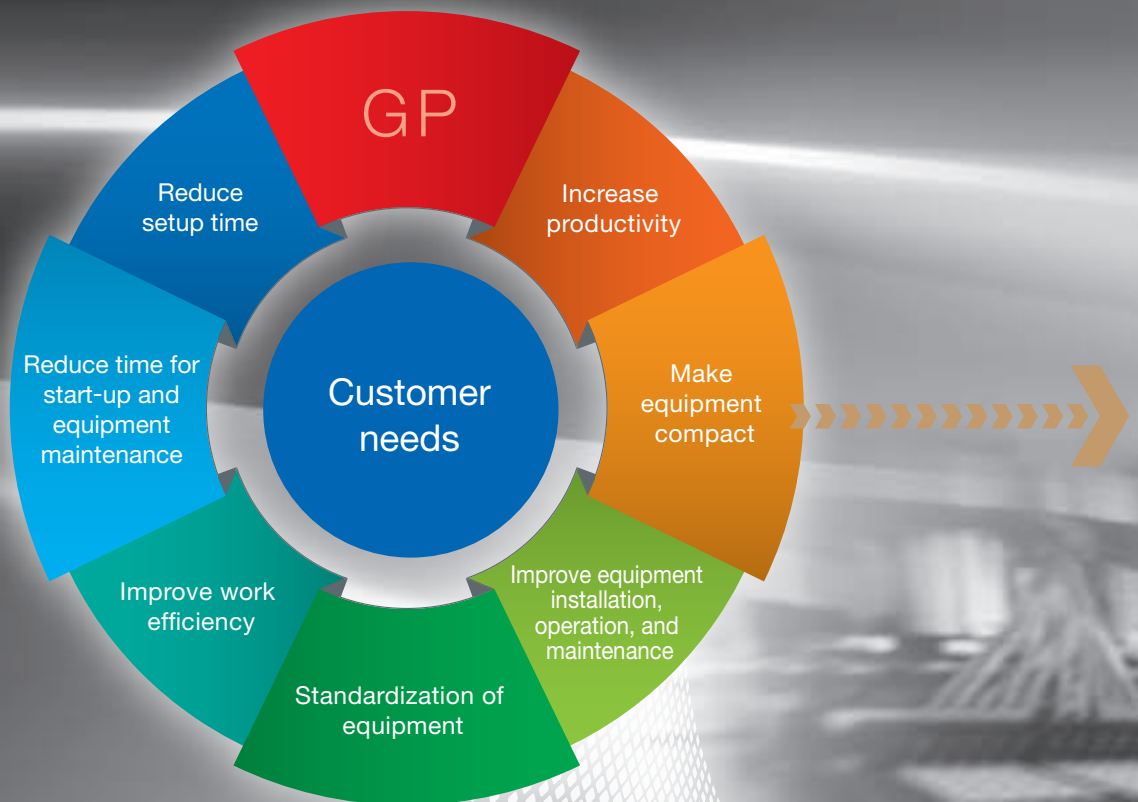 GP
Increase
productivity
Make
equipment
compact
Improve equipment
installation,
operation, and
maintenance
Standardization of
equipment
Improve work
efficiency
Reduce time for
start-up and
equipment
maintenance
Reduce
setup time
Customer
needs